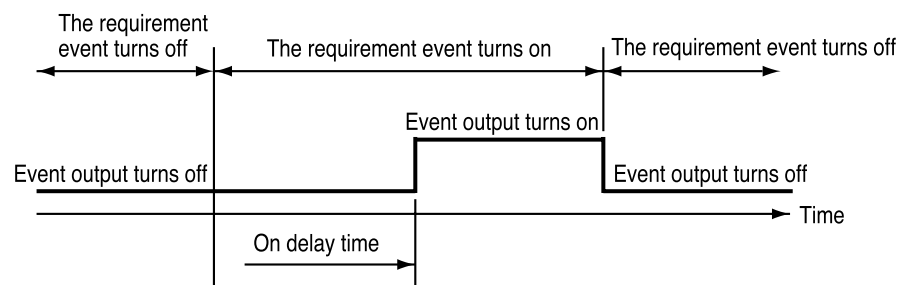 The requirement
event turns off
The requirement event turns on
The requirement event turns off
Event output turns on
Event output turns off
Event output turns off
Time
On delay time